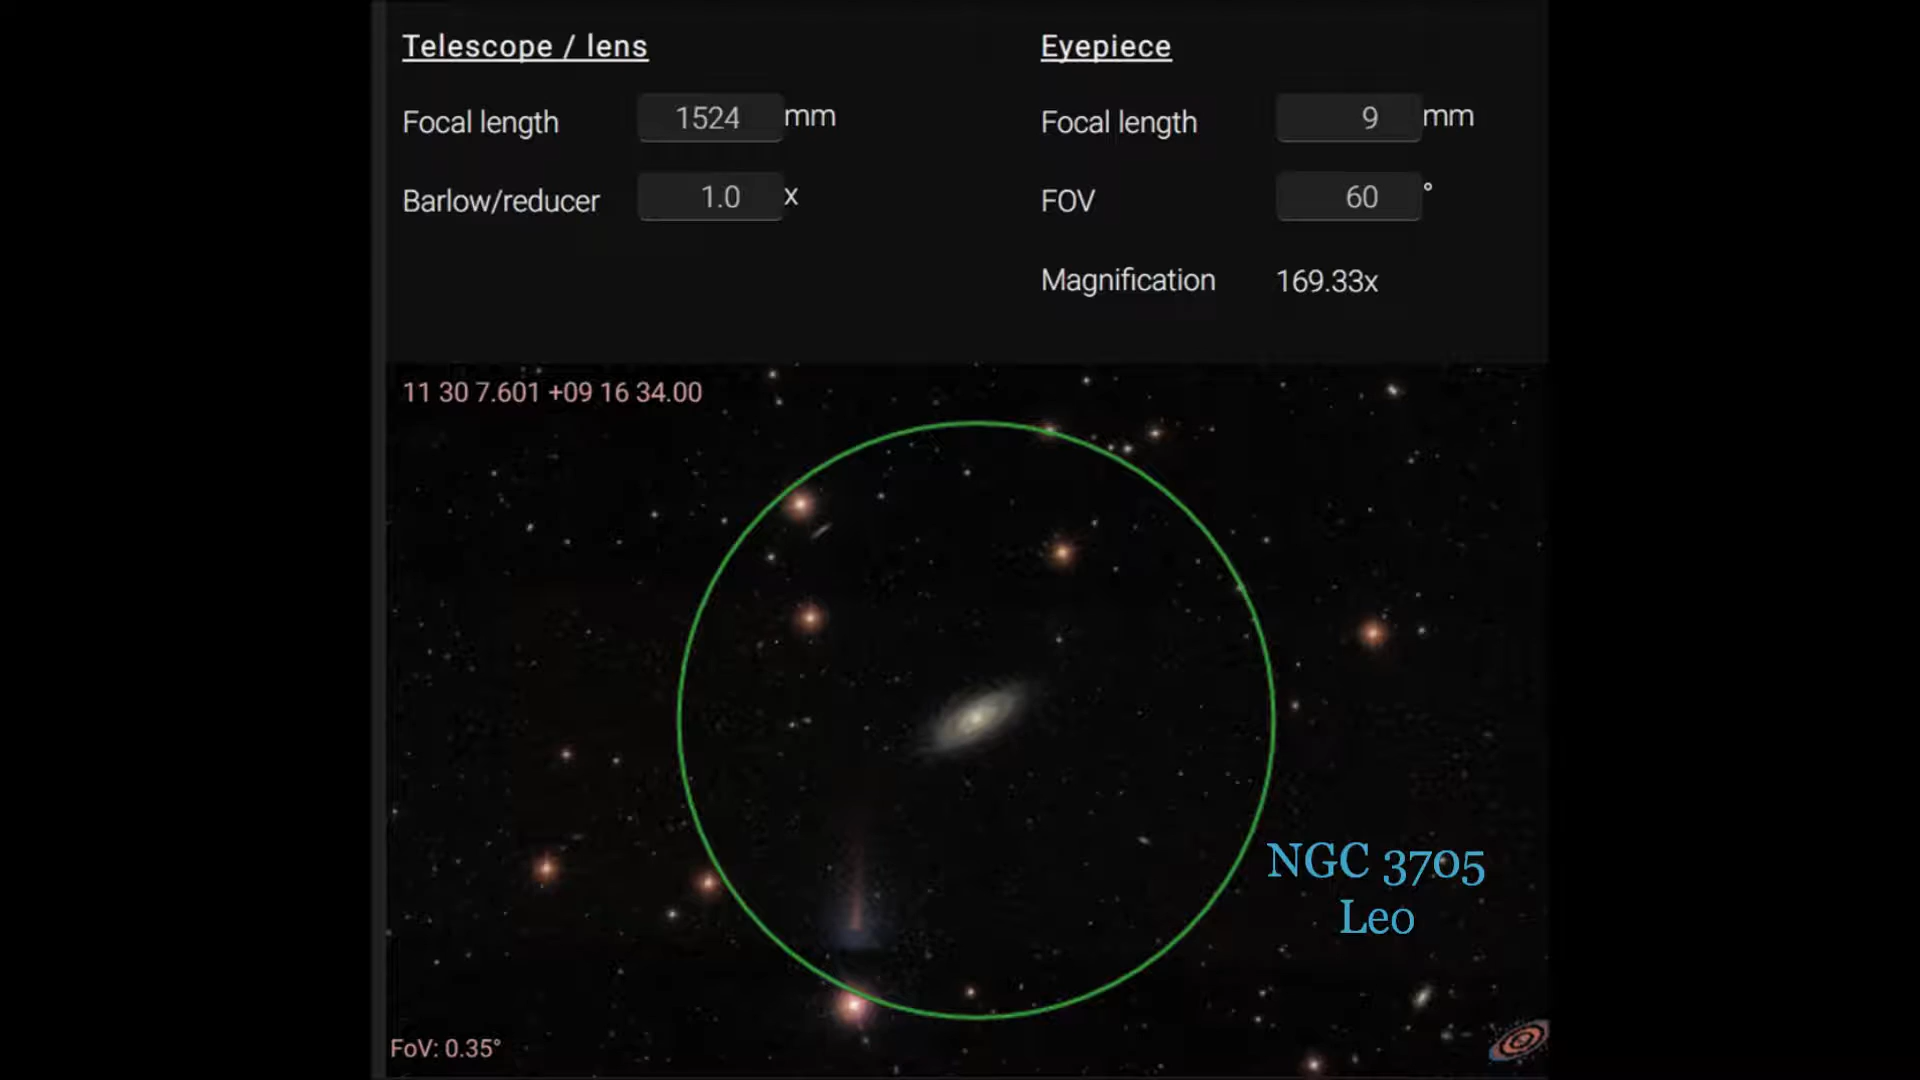 Telescope / lens
Focal length 1524 mm
Barlow/reducer 1.0 x
Eyepiece
Focal length 9 mm
FOV 60 °
Magnification 169.33x
11 30 7.601 +09 16 34.00
NGC 3705
Leo
FoV: 0.35°